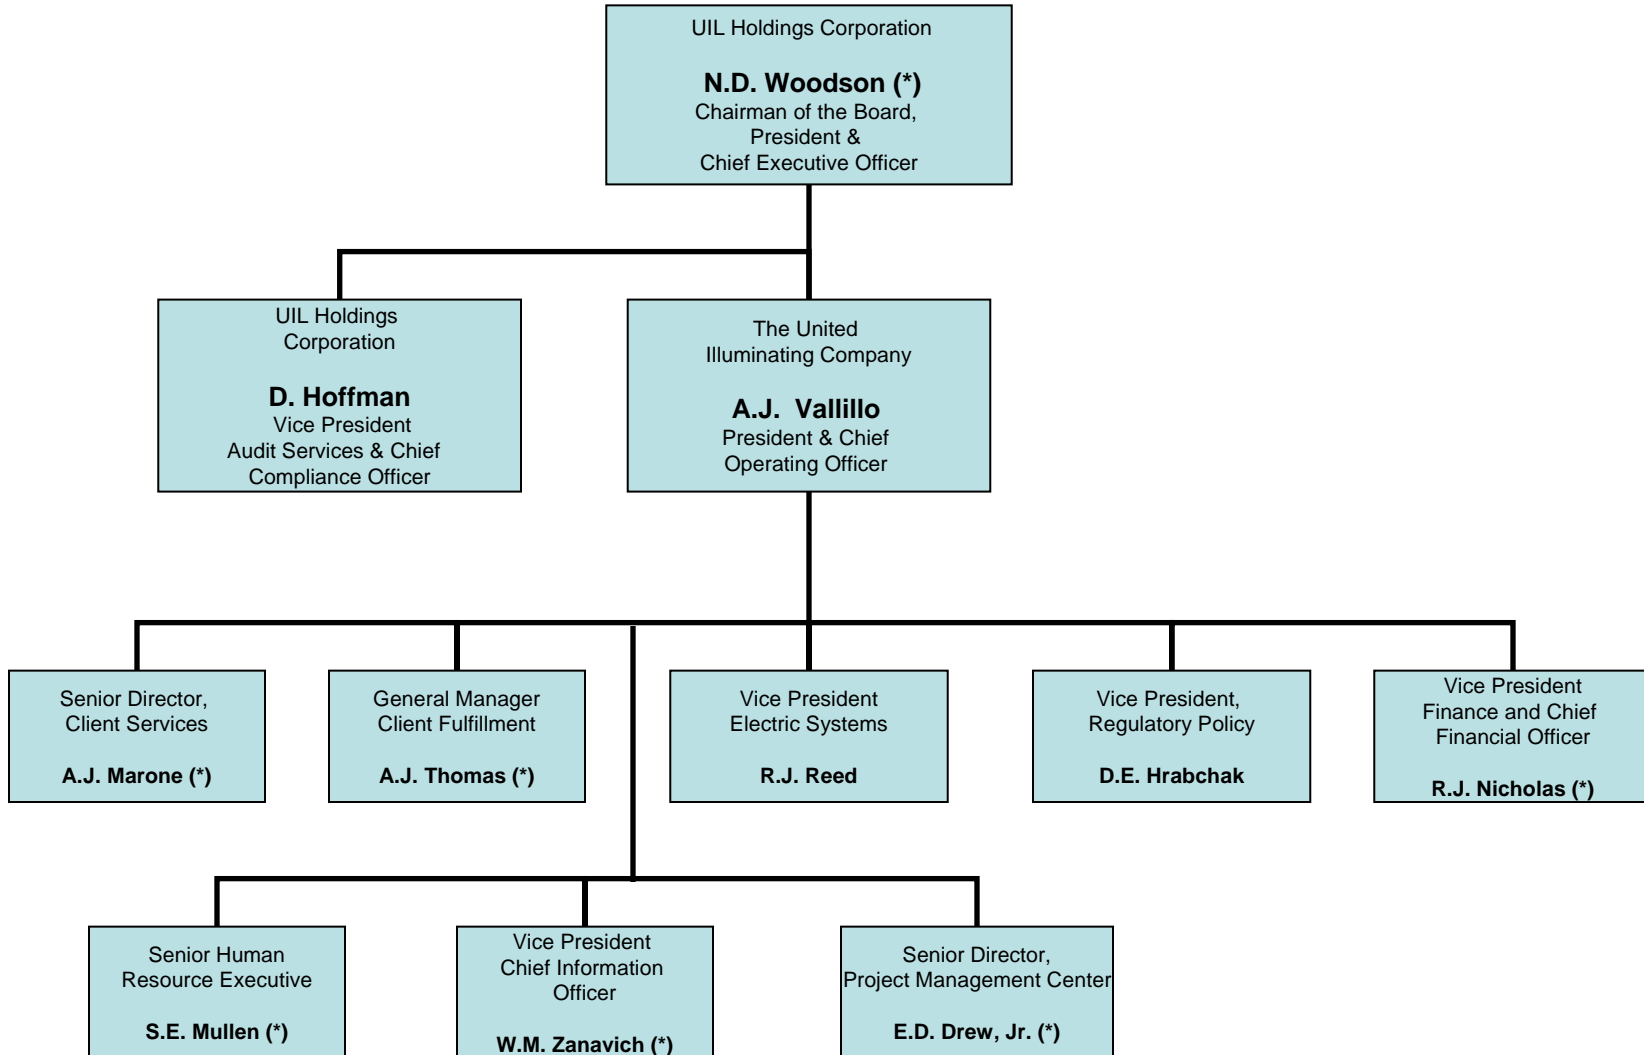 UIL Holdings Corporation
N.D. Woodson (*)
Chairman of the Board,
President &
Chief Executive Officer
UIL Holdings
Corporation
D. Hoffman
Vice President
Audit Services & Chief
Compliance Officer
The United
Illuminating Company
A.J. Vallillo
President & Chief
Operating Officer
Senior Director,
Client Services
A.J. Marone (*)
General Manager
Client Fulfillment
A.J. Thomas (*)
Vice President
Electric Systems
R.J. Reed
Vice President,
Regulatory Policy
D.E. Hrabchak
Vice President
Finance and Chief
Financial Officer
R.J. Nicholas (*)
Senior Human
Resource Executive
S.E. Mullen (*)
Vice President
Chief Information
Officer
W.M. Zanavich (*)
Senior Director,
Project Management Center
E.D. Drew, Jr. (*)